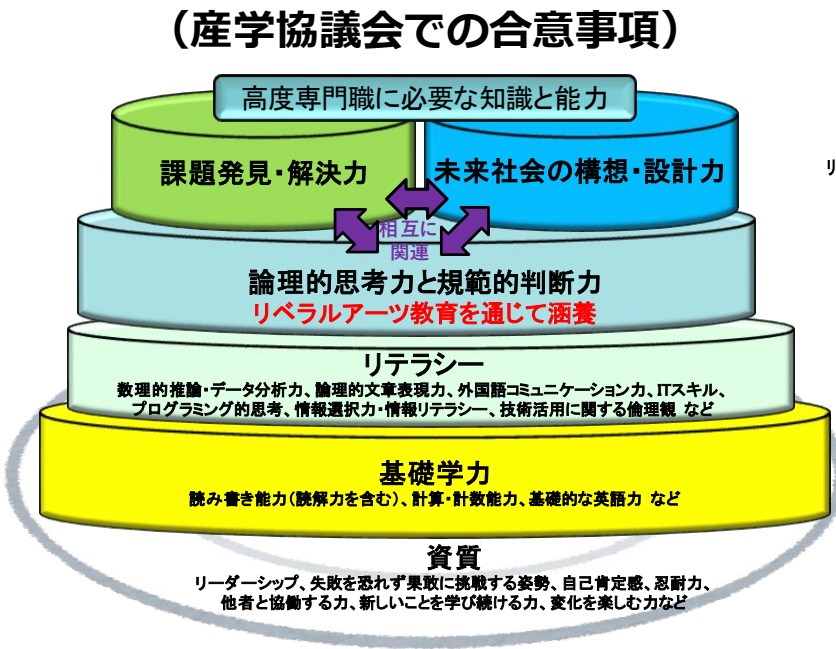 （産学協議会での合意事項）
高度専門職に必要な知識と能力
課題発見・解決力
未来社会の構想・設計力
リ
相互に
関連
論理的思考力と規範的判断力
リベラルアーツ教育を通じて涵養
リテラシー
数理的推論・データ分析力、論理的文章表現力、外国語コミュニケーション力、ITスキル、
プログラミング的思考、情報選択力・情報リテラシー、技術活用に関する倫理観 など
基礎学力
読み書き能力（読解力を含む）、計算・計数能力、基礎的な英語力 など
資質
リーダーシップ、失敗を恐れず果敢に挑戦する姿勢、自己肯定感、忍耐力、
他者と協働する力、新しいことを学び続ける力、変化を楽しむ力など